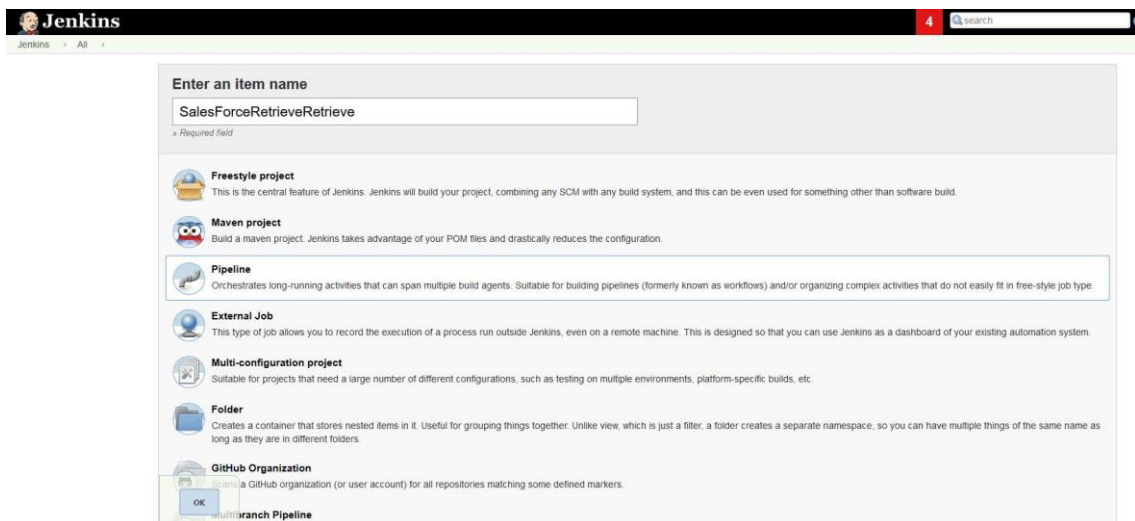 Jenkins
4
search
Jenkins
All
Enter an item name
SalesForceRetrieveRetrieve
» Required field
Freestyle project
This is the central feature of Jenkins. Jenkins will build your project, combining any SCM with any build system, and this can be even used for something other than software build.
Maven project
Build a maven project. Jenkins takes advantage of your POM files and drastically reduces the configuration.
Pipeline
Orchestrates long-running activities that can span multiple build agents. Suitable for building pipelines (formerly known as workflows) and/or organizing complex activities that do not easily fit in free-style job type.
External Job
This type of job allows you to record the execution of a process run outside Jenkins, even on a remote machine. This is designed so that you can use Jenkins as a dashboard of your existing automation system.
Multi-configuration project
Suitable for projects that need a large number of different configurations, such as testing on multiple environments, platform-specific builds, etc.
Folder
Creates a container that stores nested items in it. Useful for grouping things together. Unlike view, which is just a filter, a folder creates a separate namespace, so you can have multiple things of the same name as
long as they are in different folders.
GitHub Organization
Scans a GitHub organization (or user account) for all repositories matching some defined markers.
OK
Multibranch Pipeline